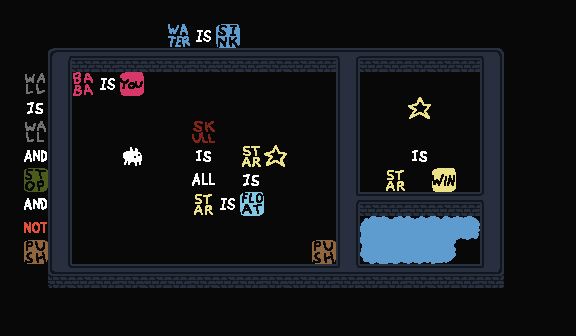 WATER IS SINK
WALL BABA IS YOU
IS
WALL SKULL
AND IS STAR IS
STOP ALL IS STAR WIN
AND STAR IS FLOAT
NOT
PUSH PUSH